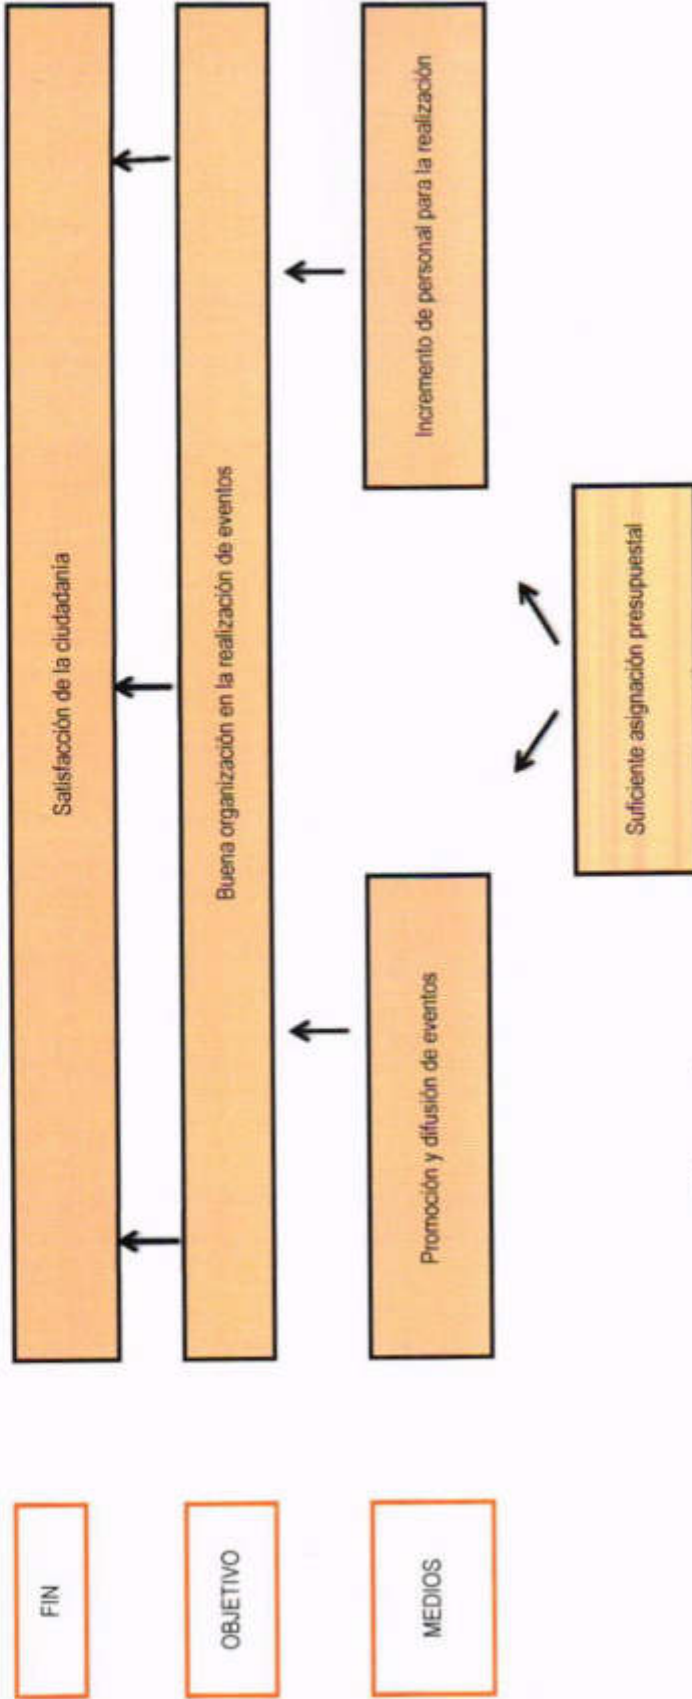 FIN
Satisfacción de la ciudadanía
OBJETIVO
Buena organización en la realización de eventos
MEDIOS
Promoción y difusión de eventos
Incremento de personal para la realización
Suficiente asignación presupuestal